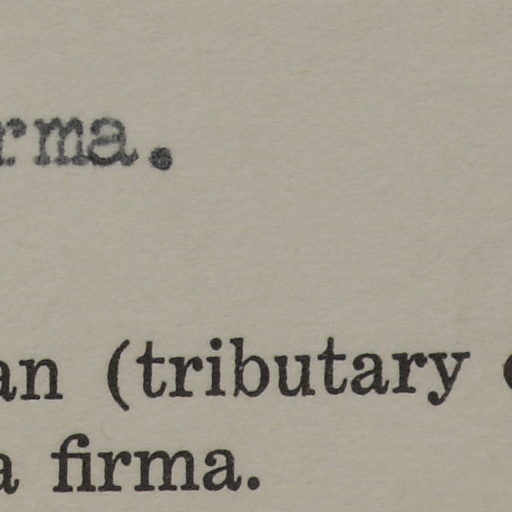 rma.
an (tributary
a firma.